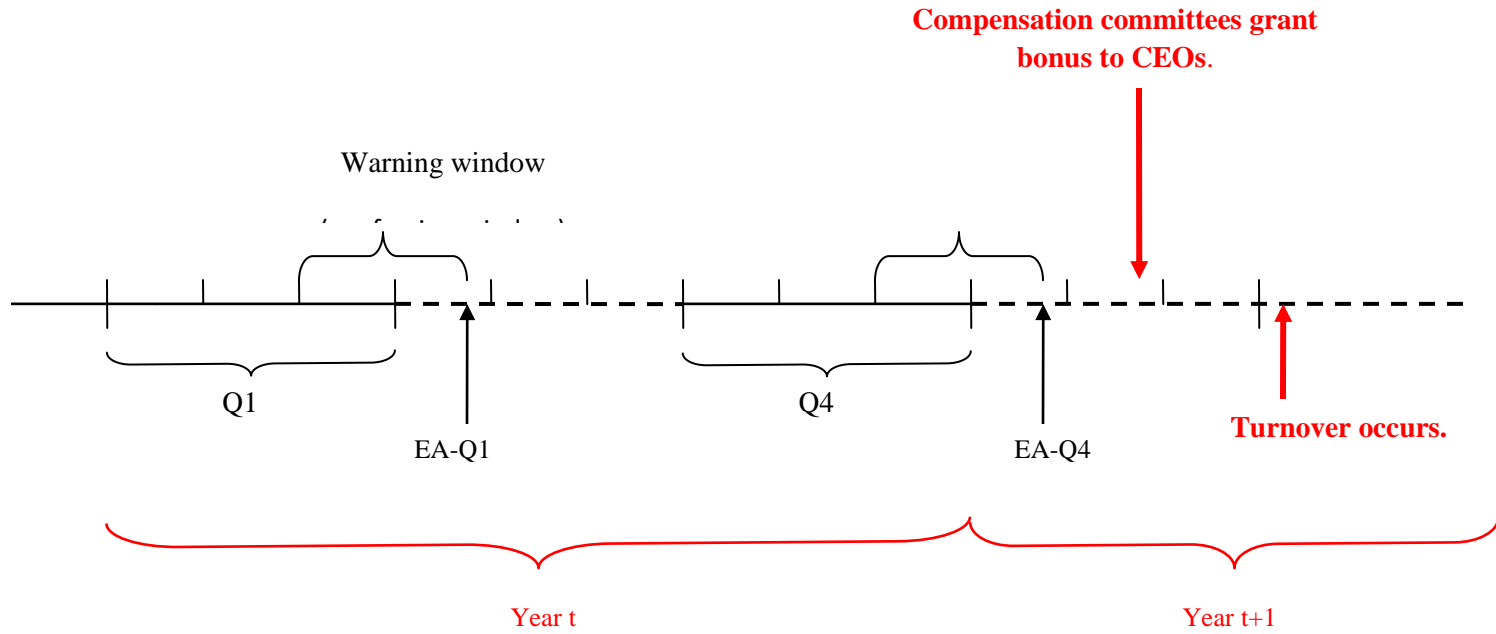 Compensation committees grant
bonus to CEOs.
Warning window
Q1
Q4
EA-Q1
EA-Q4
Turnover occurs.
Year t
Year t+1